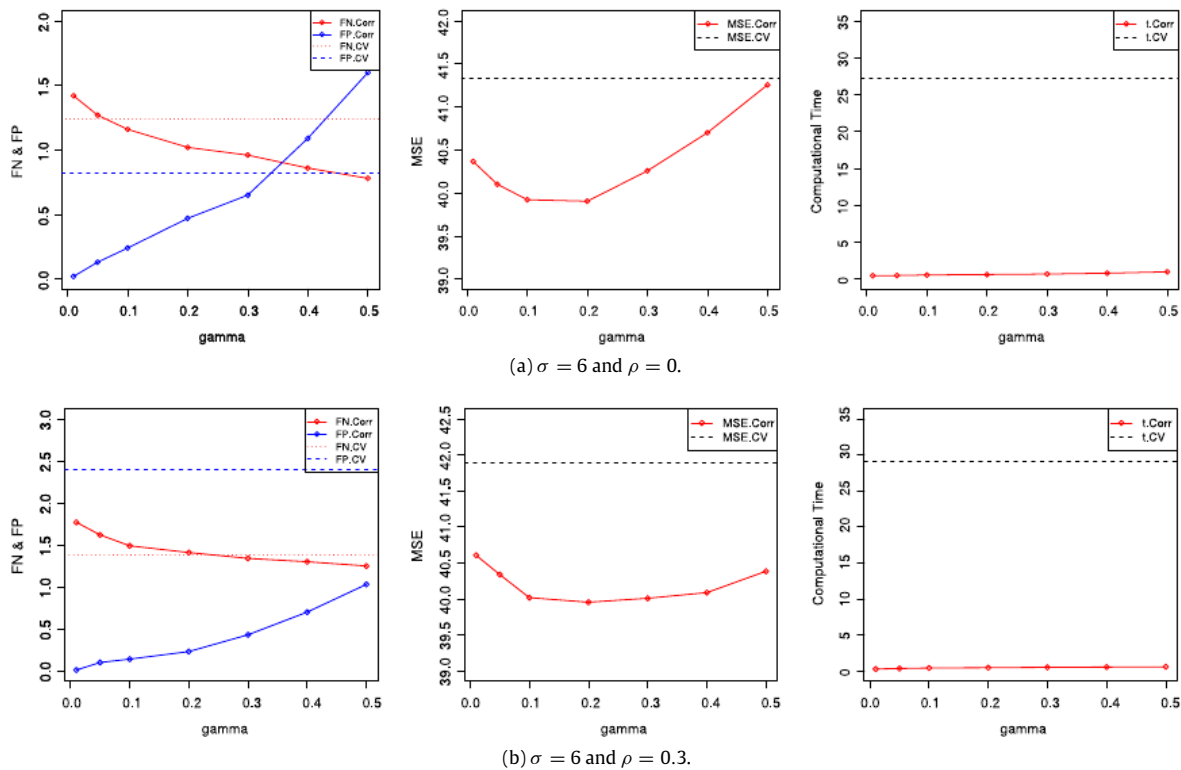 FN & FP
0.0 0.5 1.0 1.5 2.0
FN.Corr
FP.Corr
FN.CV
FP.CV
0.0 0.1 0.2 0.3 0.4 0.5
gamma
MSE
39.0 39.5 40.0 40.5 41.0 41.5 42.0
MSE.Corr
MSE.CV
0.0 0.1 0.2 0.3 0.4 0.5
gamma
Computational Time
0 5 10 15 20 25 30 35
t.Corr
t.CV
0.0 0.1 0.2 0.3 0.4 0.5
gamma
(a) σ = 6 and ρ = 0.
FN & FP
0.0 0.5 1.0 1.5 2.0 2.5 3.0
FN.Corr
FP.Corr
FN.CV
FP.CV
0.0 0.1 0.2 0.3 0.4 0.5
gamma
MSE
39.0 39.5 40.0 40.5 41.0 41.5 42.0 42.5
MSE.Corr
MSE.CV
0.0 0.1 0.2 0.3 0.4 0.5
gamma
Computational Time
0 5 10 15 20 25 30 35
t.Corr
t.CV
0.0 0.1 0.2 0.3 0.4 0.5
gamma
(b) σ = 6 and ρ = 0.3.